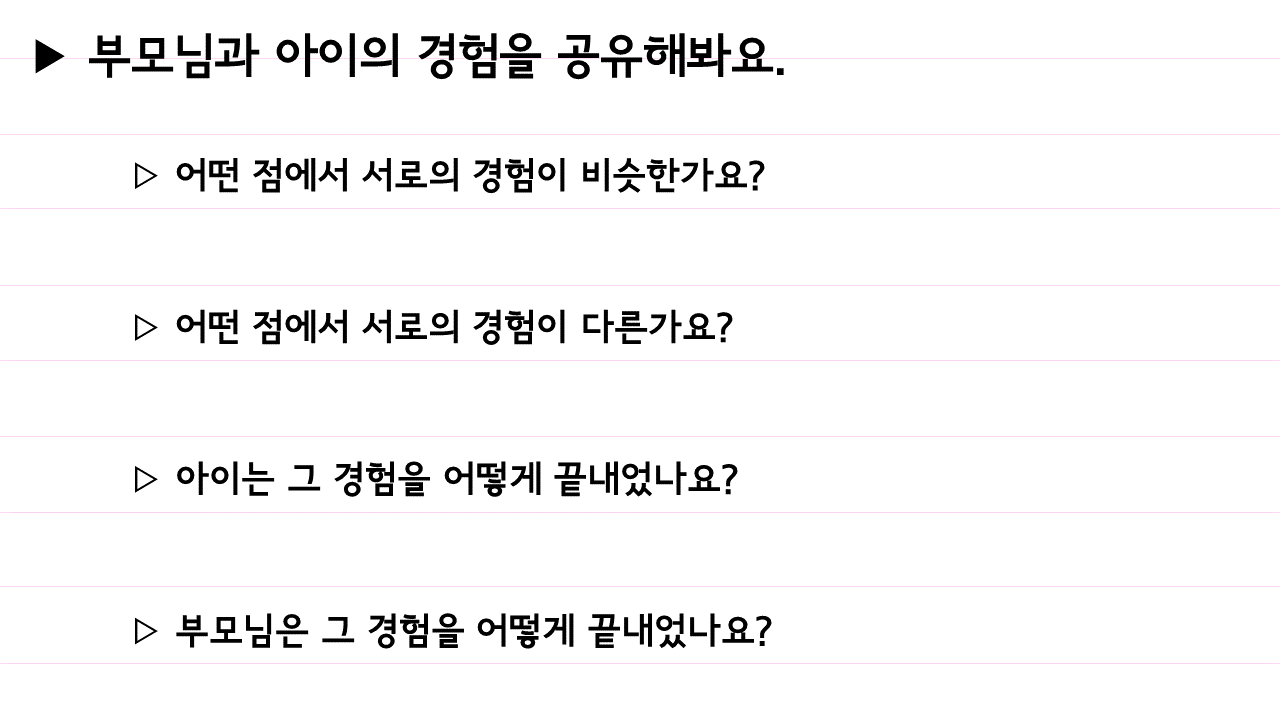 ▶ 부모님과 아이의 경험을 공유해봐요.
▷ 어떤 점에서 서로의 경험이 비슷한가요?
▷ 어떤 점에서 서로의 경험이 다른가요?
▷ 아이는 그 경험을 어떻게 끝내었나요?
▷ 부모님은 그 경험을 어떻게 끝내었나요?